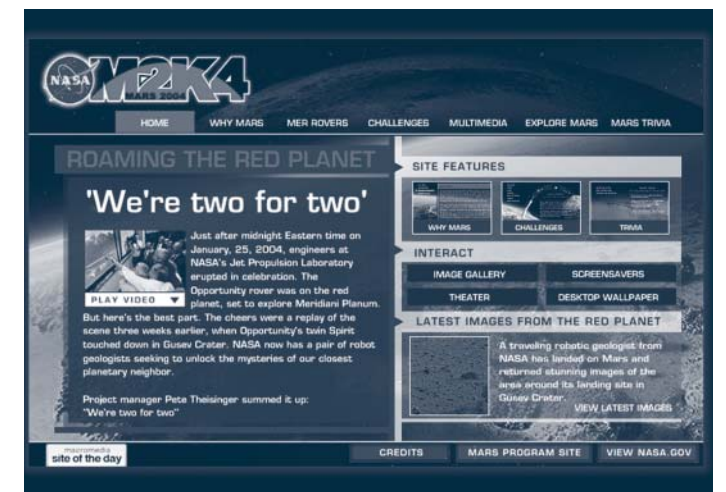 NASA
M2K4
MARS 2004
HOME WHY MARS MER ROVERS CHALLENGES MULTIMEDIA EXPLORE MARS MARS TRIVIA
ROAMING THE RED PLANET
'We're two for two'
Just after midnight Eastern time on
January, 25, 2004, engineers at
NASA's Jet Propulsion Laboratory
erupted in celebration. The
Opportunity rover was on the red
planet, set to explore Meridiani Planum.
But here's the best part. The cheers were a replay of the
scene three weeks earlier, when Opportunity's twin Spirit
touched down in Gusev Crater. NASA now has a pair of robot
geologists seeking to unlock the mysteries of our closest
planetary neighbor.
Project manager Pete Theisinger summed it up:
"We're two for two"
PLAY VIDEO
SITE FEATURES
WHY MARS CHALLENGES TRIVIA
INTERACT
IMAGE GALLERY SCREENSAVERS
THEATER DESKTOP WALLPAPER
LATEST IMAGES FROM THE RED PLANET
A traveling robotic geologist from
NASA has landed on Mars and
returned stunning images of the
area around its landing site in
Gusev Crater.
VIEW LATEST IMAGES
macromedia
site of the day
CREDITS MARS PROGRAM SITE VIEW NASA.GOV